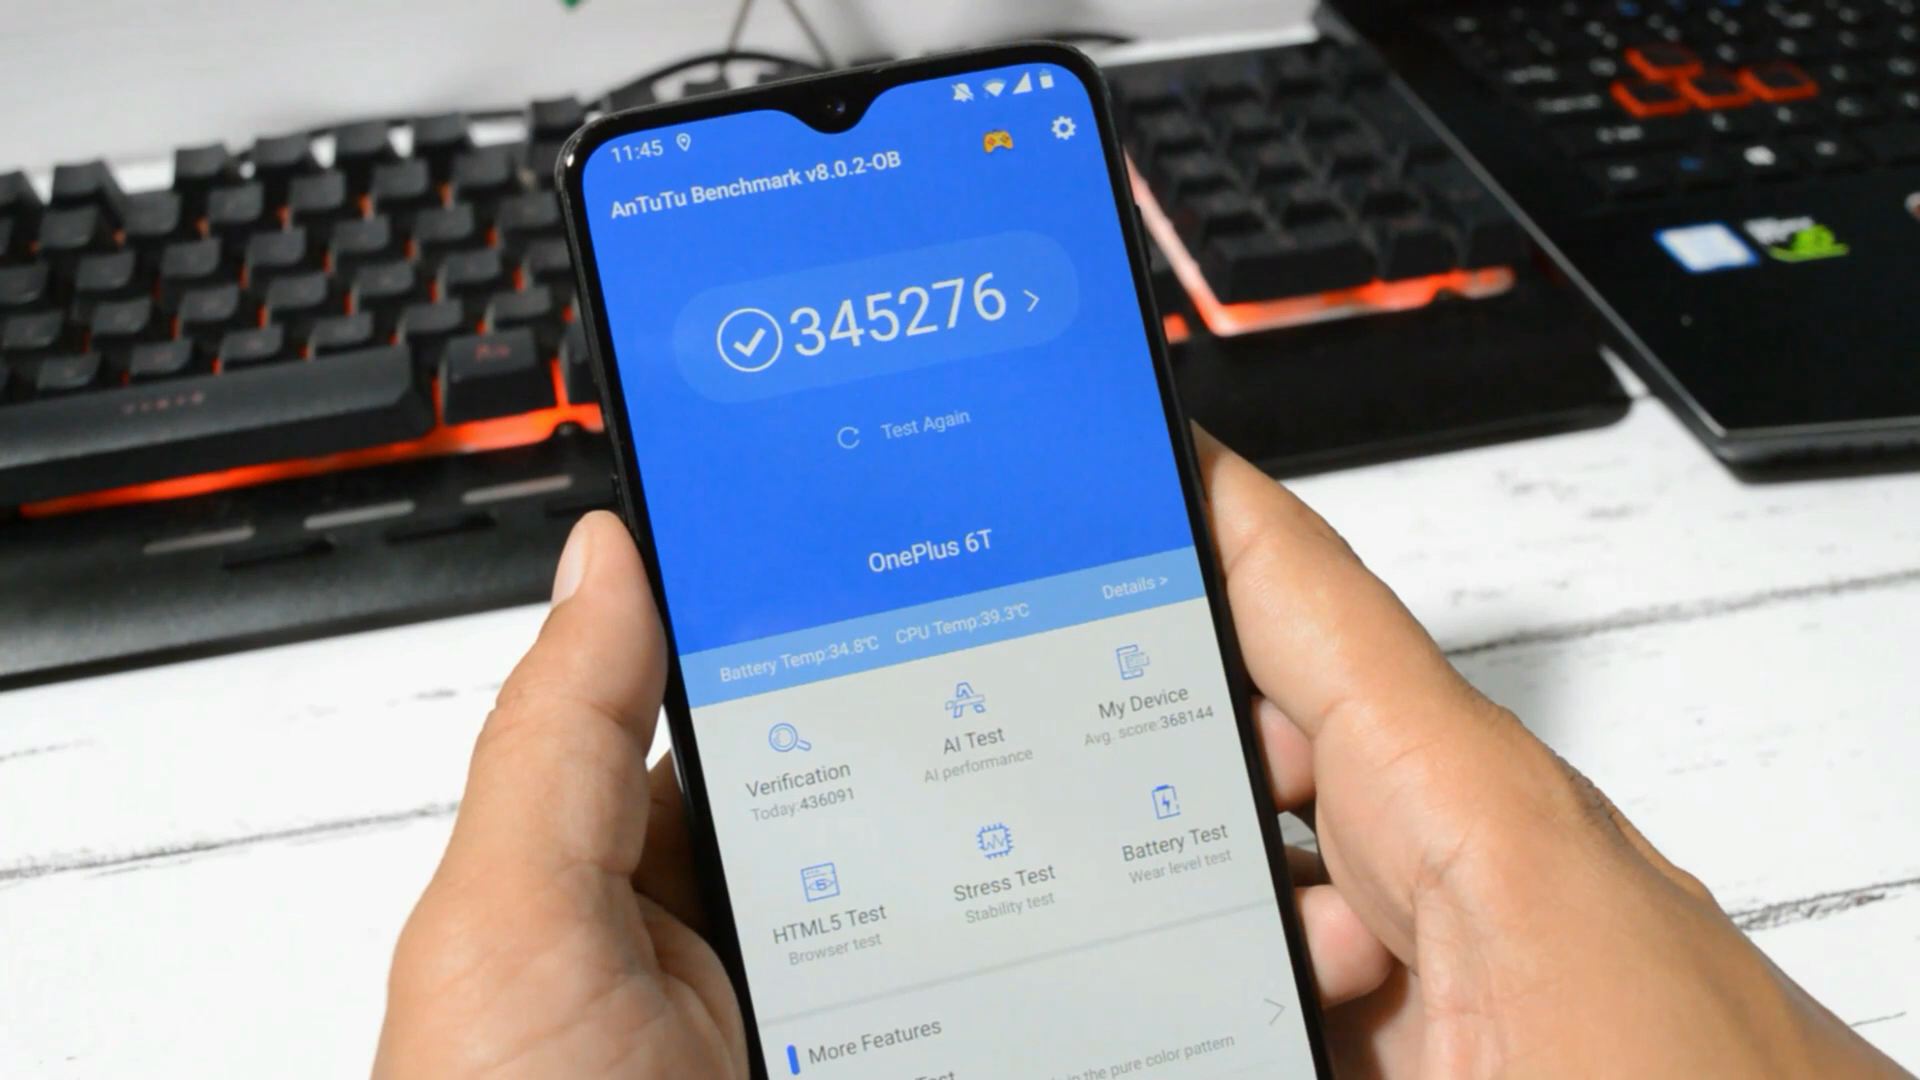 11:45
AnTuTu Benchmark v8.0.2-OB
345276 >
Test Again
OnePlus 6T
Battery Temp:34.8℃ CPU Temp:39.3℃ Details >
Verification
Today:436091
AI Test
AI performance
My Device
Avg. score:368144
HTML5 Test
Browser test
Stress Test
Stability test
Battery Test
Wear level test
More Features
Test
in the pure color pattern